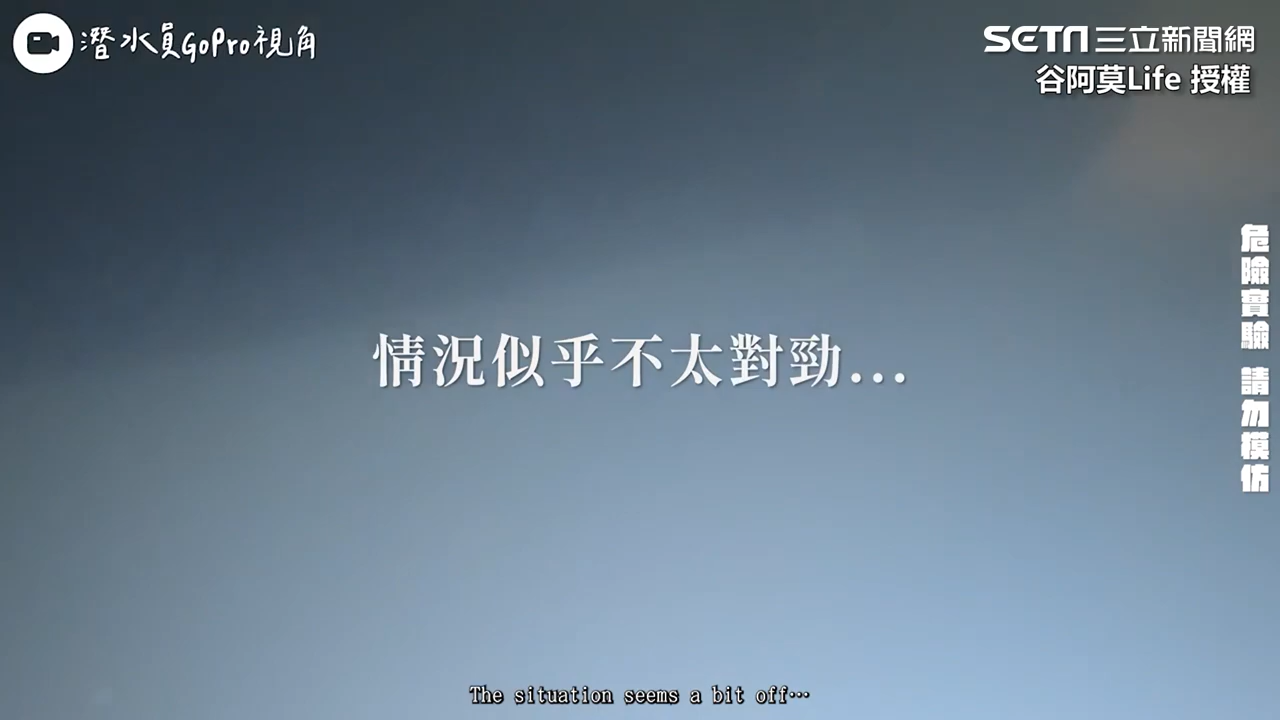 潛水員GoPro視角
SETN三立新聞網
谷阿莫Life 授權
危險實驗 請勿模仿
情況似乎不太對勁...
The situation seems a bit off…